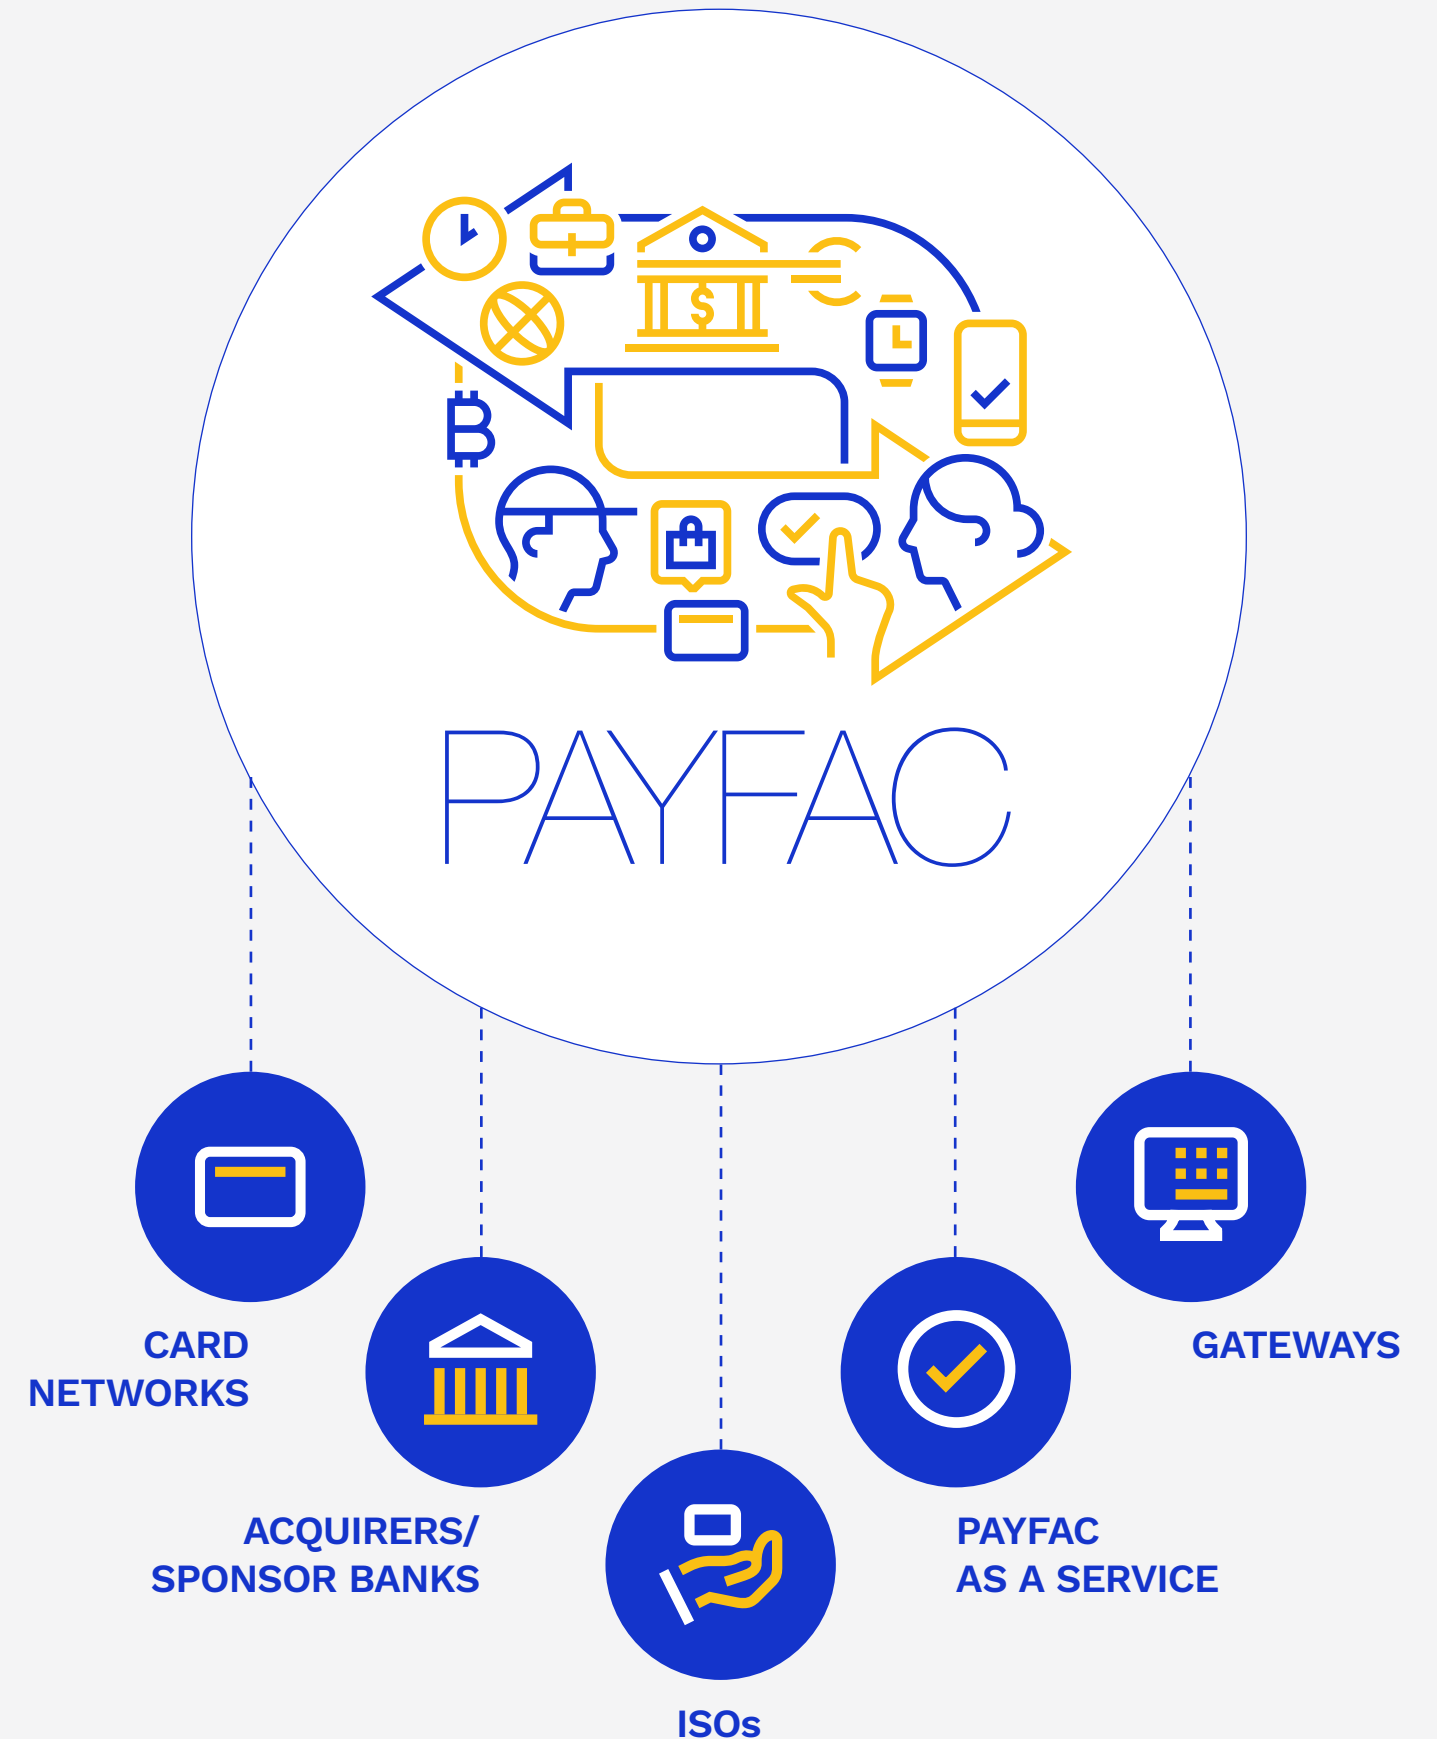 PAYFAC
CARD
NETWORKS
ACQUIRERS/
SPONSOR BANKS
ISOs
PAYFAC
AS A SERVICE
GATEWAYS